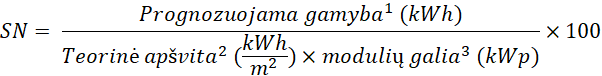 SN = Prognozuojama gamyba¹ (kWh) / Teorinė apšvita² (kWh/m²) × modulių galia³ (kWp) × 100